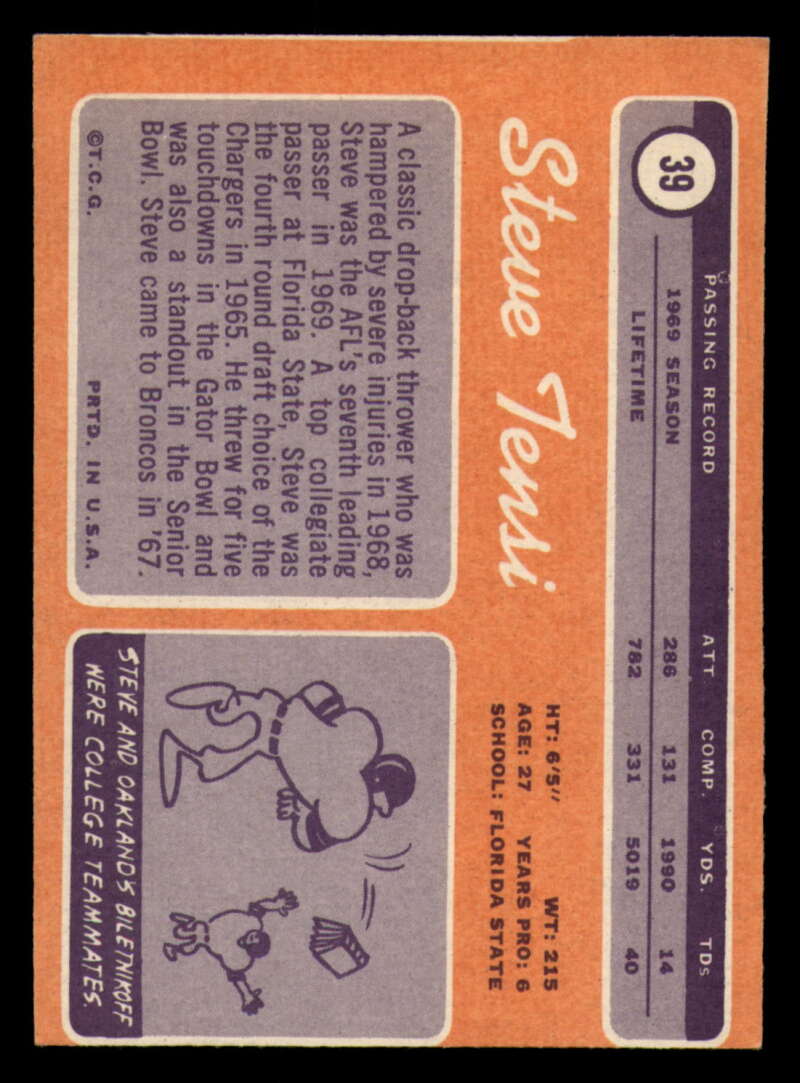 39
PASSING RECORD ATT COMP. YDS. TDs
1969 SEASON 286 131 1990 14
LIFETIME 782 331 5019 40
Steve Tensi
HT: 6'5" WT: 215
AGE: 27 YEARS PRO: 6
SCHOOL: FLORIDA STATE
A classic drop-back thrower who was
hampered by severe injuries in 1968,
Steve was the AFL's seventh leading
passer in 1969. A top collegiate
passer at Florida State, Steve was
the fourth round draft choice of the
Chargers in 1965. He threw for five
touchdowns in the Gator Bowl and
was also a standout in the Senior
Bowl. Steve came to Broncos in '67.
©T.C.G. PRTD. IN U.S.A.
STEVE AND OAKLAND'S BILETNIKOFF
WERE COLLEGE TEAMMATES.